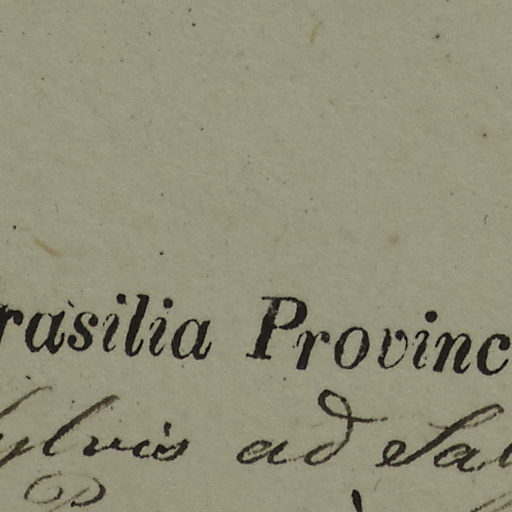 rasilia Provinc
ylvis ad Sa